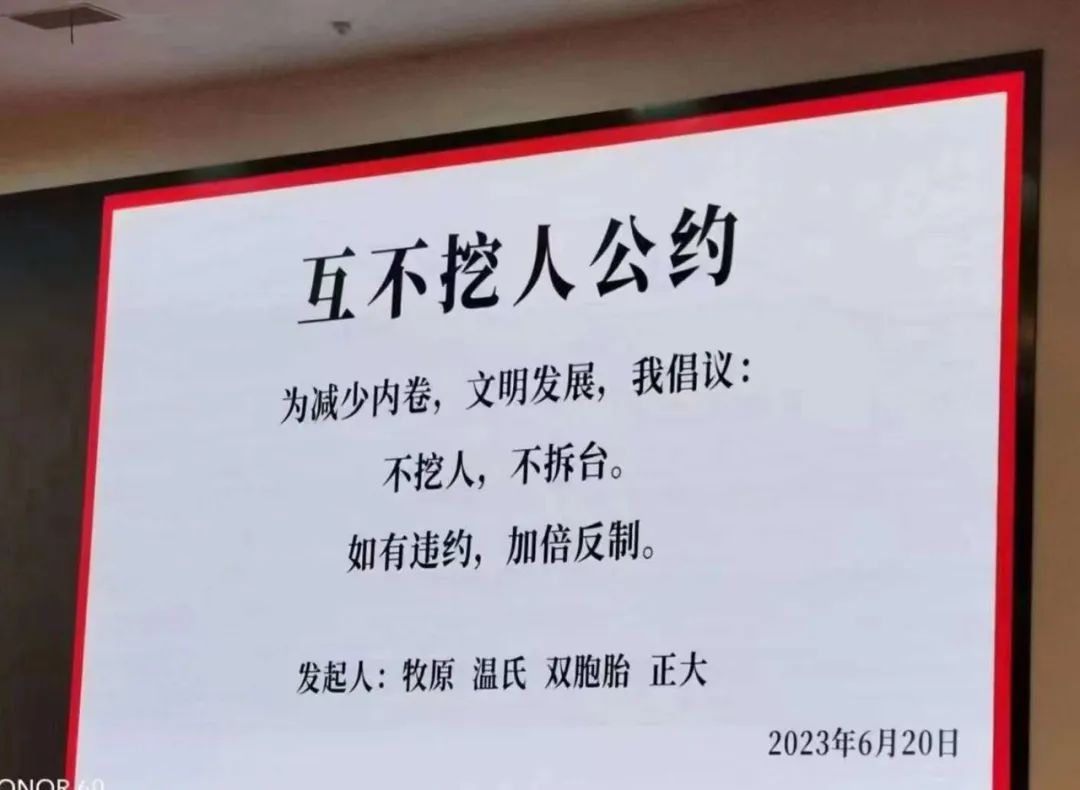 互不挖人公约
为减少内卷，文明发展，我倡议：
不挖人，不拆台。
如有违约，加倍反制。
发起人：牧原 温氏 双胞胎 正大
2023年6月20日